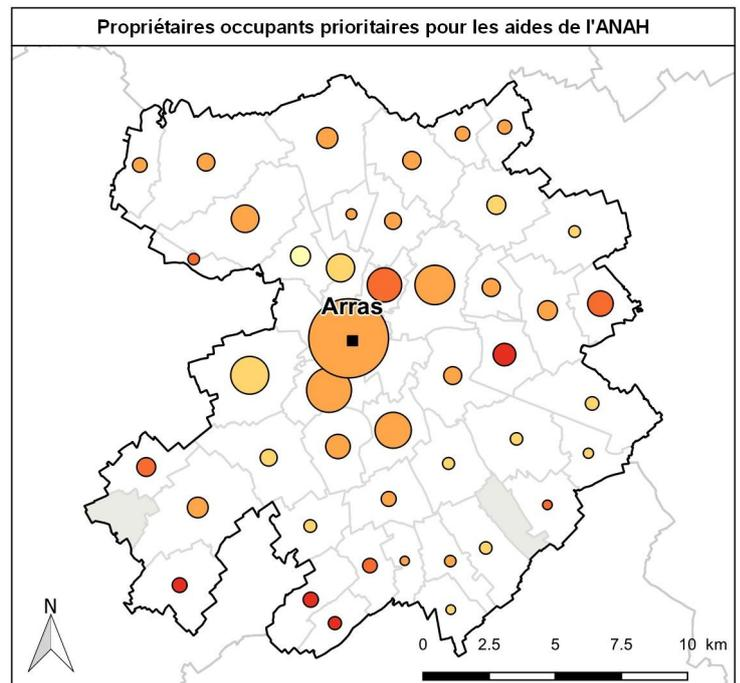 Propriétaires occupants prioritaires pour les aides de l'ANAH
Arras
N
0 2.5 5 7.5 10 km